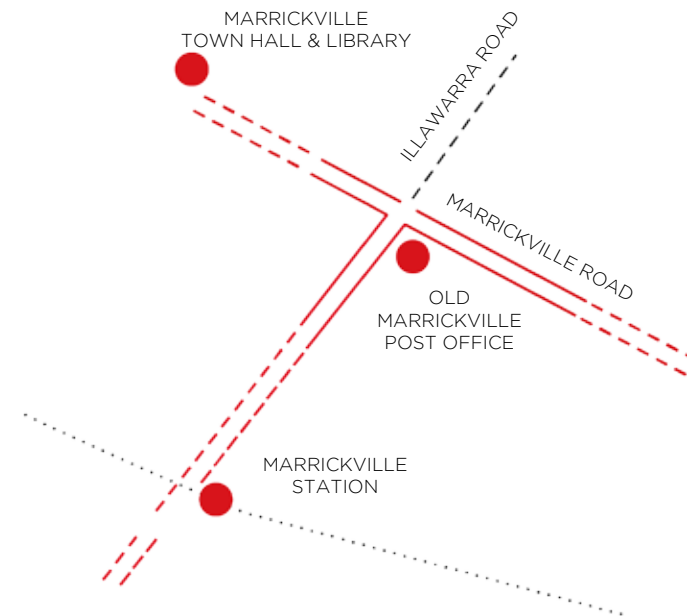 MARRICKVILLE
TOWN HALL & LIBRARY
ILLAWARRA ROAD
MARRICKVILLE ROAD
OLD
MARRICKVILLE
POST OFFICE
MARRICKVILLE
STATION